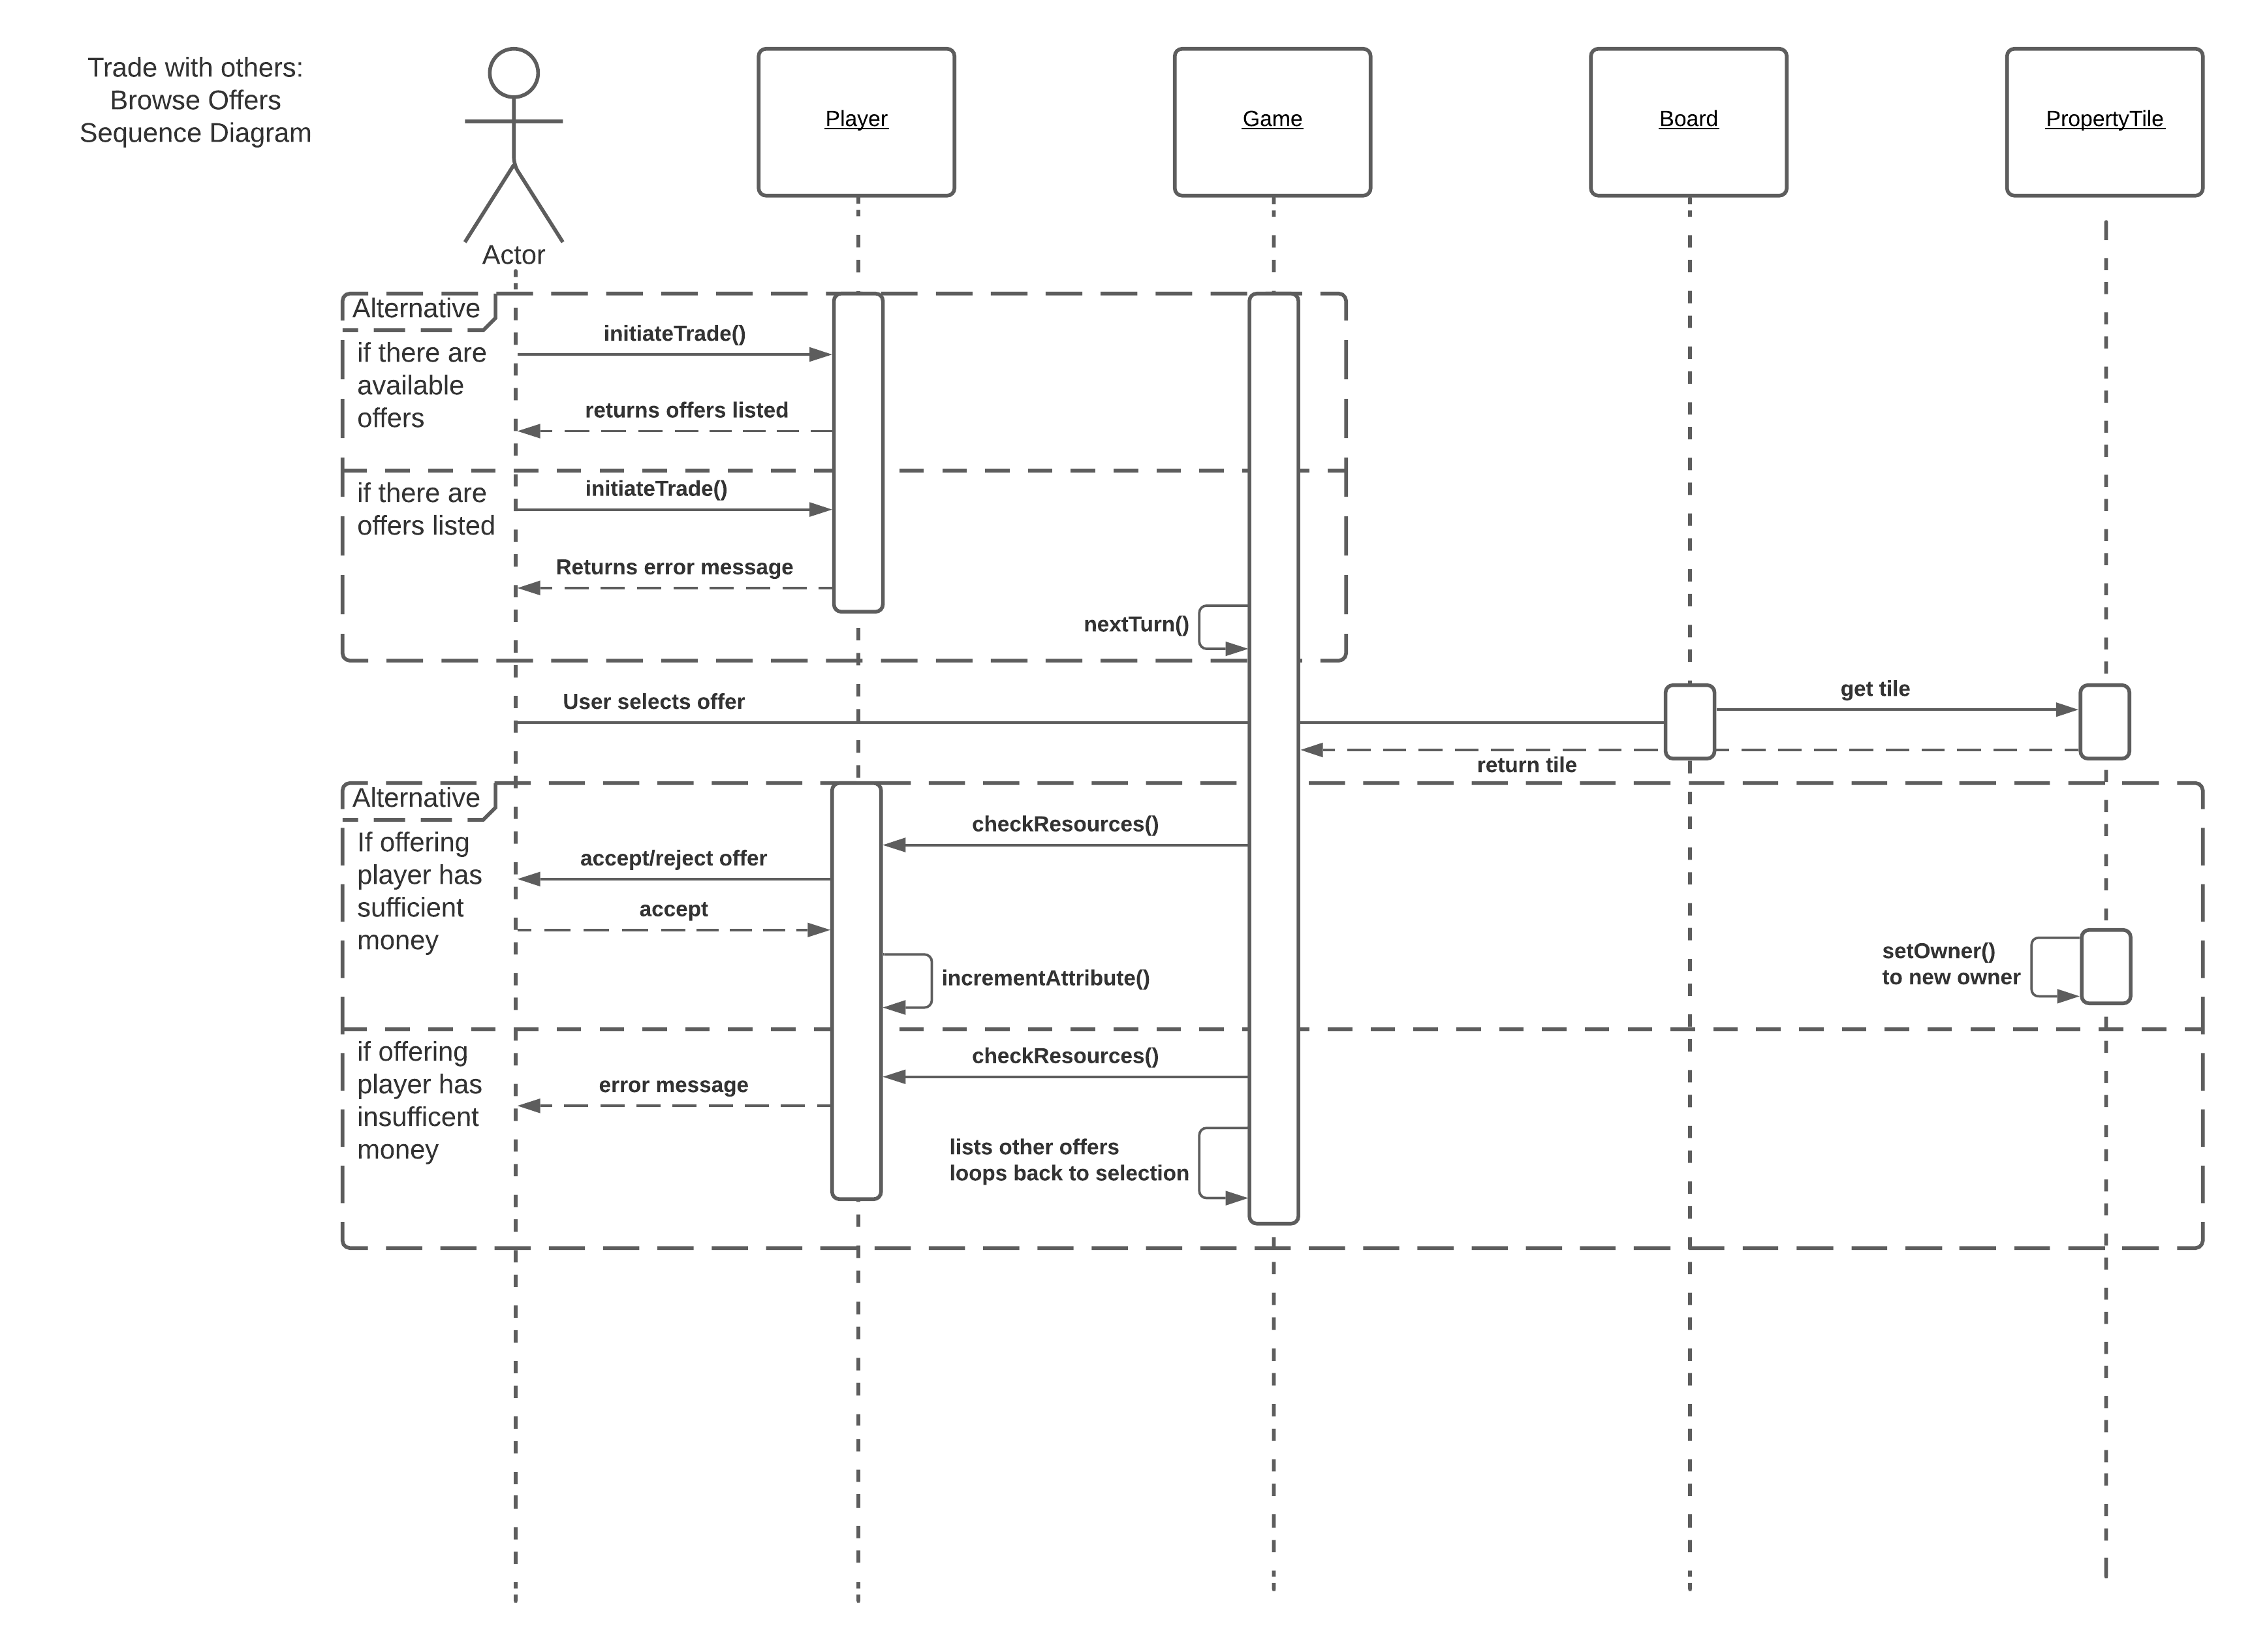 Trade with others:
Browse Offers
Sequence Diagram
Actor
Player
Game
Board
PropertyTile
Alternative
if there are
available
offers
initiateTrade()
returns offers listed
if there are
offers listed
initiateTrade()
Returns error message
nextTurn()
User selects offer
get tile
return tile
Alternative
If offering
player has
sufficient
money
checkResources()
accept/reject offer
accept
incrementAttribute()
setOwner()
to new owner
if offering
player has
insufficent
money
checkResources()
error message
lists other offers
loops back to selection